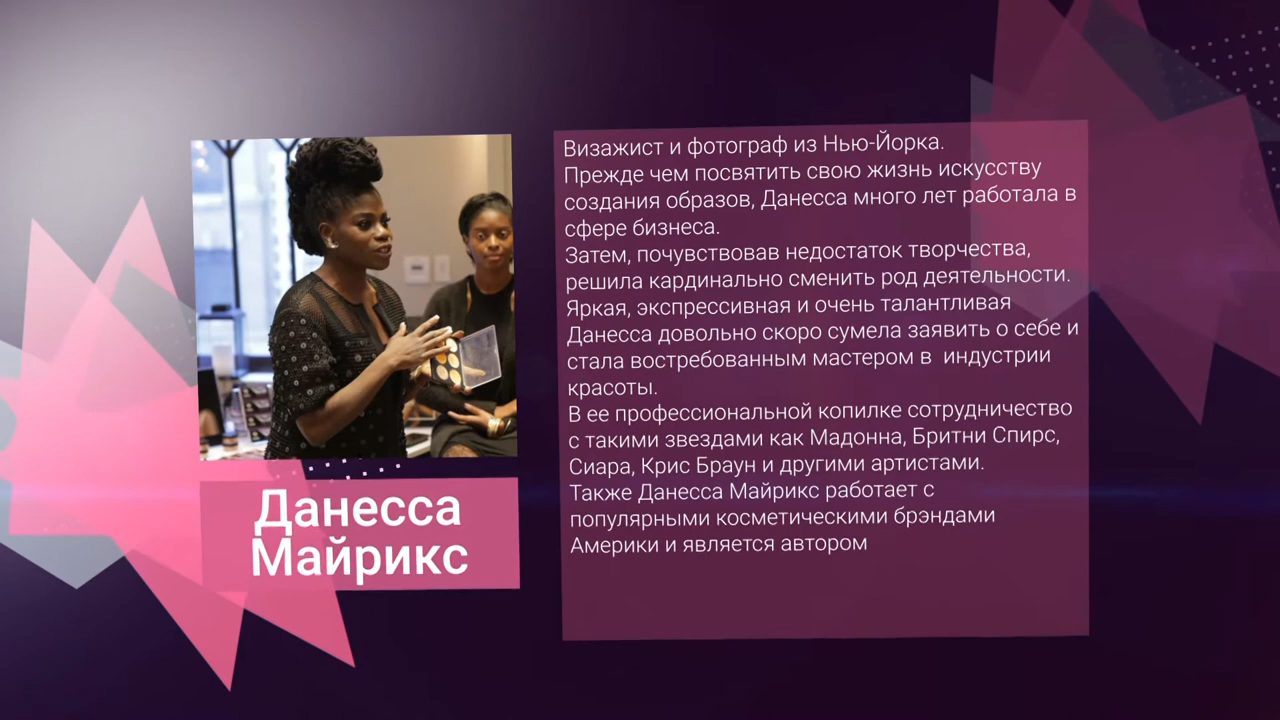 Данесса
Майрикс
Визажист и фотограф из Нью-Йорка.
Прежде чем посвятить свою жизнь искусству
создания образов, Данесса много лет работала в
сфере бизнеса.
Затем, почувствовав недостаток творчества,
решила кардинально сменить род деятельности.
Яркая, экспрессивная и очень талантливая
Данесса довольно скоро сумела заявить о себе и
стала востребованным мастером в  индустрии
красоты.
В ее профессиональной копилке сотрудничество
с такими звездами как Мадонна, Бритни Спирс,
Сиара, Крис Браун и другими артистами.
Также Данесса Майрикс работает с
популярными косметическими брэндами
Америки и является автором